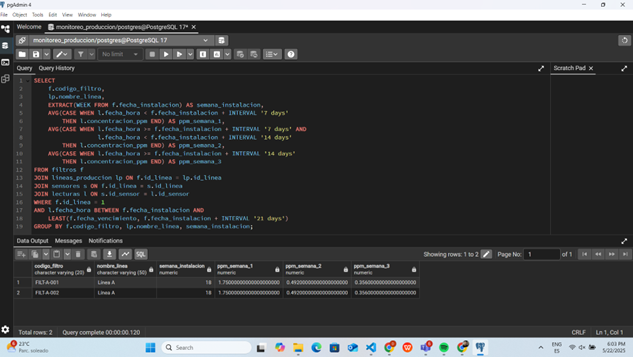 pgAdmin 4
File Object Tools Edit View Window Help
Welcome monitoreo_produccion/postgres@PostgreSQL 17* ×
monitoreo_produccion/postgres@PostgreSQL 17
No limit
Query Query History
Scratch Pad ×
1 SELECT
2 f.codigo_filtro,
3 lp.nombre_linea,
4 EXTRACT(WEEK FROM f.fecha_instalacion) AS semana_instalacion,
5 AVG(CASE WHEN l.fecha_hora < f.fecha_instalacion + INTERVAL '7 days'
6 THEN l.concentracion_ppm END) AS ppm_semana_1,
7 AVG(CASE WHEN l.fecha_hora >= f.fecha_instalacion + INTERVAL '7 days' AND
8 l.fecha_hora < f.fecha_instalacion + INTERVAL '14 days'
9 THEN l.concentracion_ppm END) AS ppm_semana_2,
10 AVG(CASE WHEN l.fecha_hora >= f.fecha_instalacion + INTERVAL '14 days'
11 THEN l.concentracion_ppm END) AS ppm_semana_3
12 FROM filtros f
13 JOIN lineas_produccion lp ON f.id_linea = lp.id_linea
14 JOIN sensores s ON f.id_linea = s.id_linea
15 JOIN lecturas l ON s.id_sensor = l.id_sensor
16 WHERE f.id_linea = 1
17 AND l.fecha_hora BETWEEN f.fecha_instalacion AND
18 LEAST(f.fecha_vencimiento, f.fecha_instalacion + INTERVAL '21 days')
19 GROUP BY f.codigo_filtro, lp.nombre_linea, semana_instalacion;
Data Output Messages Notifications
SQL
Showing rows: 1 to 2
Page No: 1 of 1
codigo_filtro nombre_linea semana_instalacion ppm_semana_1 ppm_semana_2 ppm_semana_3
character varying (20) character varying (50) numeric numeric numeric numeric
1 FILT-A-001 Línea A 18 1.7500000000000000 0.49200000000000000000 0.35600000000000000000
2 FILT-A-002 Línea A 18 1.7500000000000000 0.49200000000000000000 0.35600000000000000000
Total rows: 2 Query complete 00:00:00.120
CRLF Ln 1, Col 1
23°C
Parc. soleado
Search
ENG
ES
6:03 PM
5/22/2025